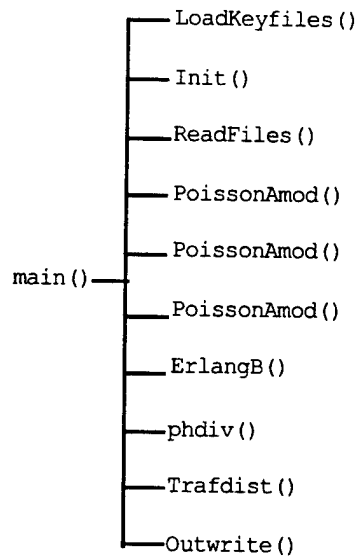 LoadKeyfiles()
Init()
ReadFiles()
PoissonAmod()
PoissonAmod()
main()
PoissonAmod()
ErlangB()
phdiv()
Trafdist()
Outwrite()